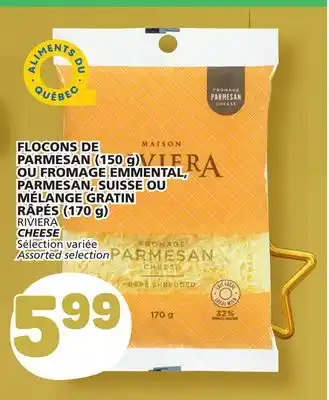 ALIMENTS DU
QUÉBEC
FLOCONS DE
PARMESAN (150 g)
OU FROMAGE EMMENTAL,
PARMESAN, SUISSE OU
MÉLANGE GRATIN
RÂPÉS (170 g)
RIVIERA
CHEESE
Sélection variée
Assorted selection
5 99
FROMAGE
PARMESAN
CHEESE
MAISON
VIERA
FROMAGE
PARMESAN
CHEESE
RÂPÉ SHREDDED
170 g
32%